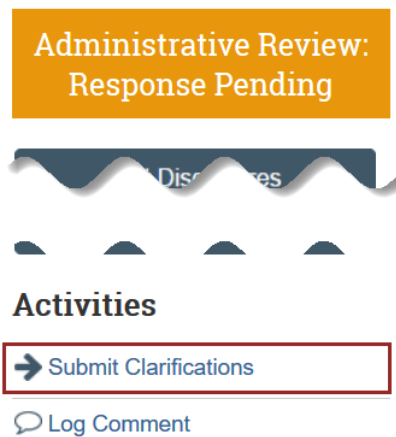 Administrative Review:
Response Pending
Activities
Submit Clarifications
Log Comment